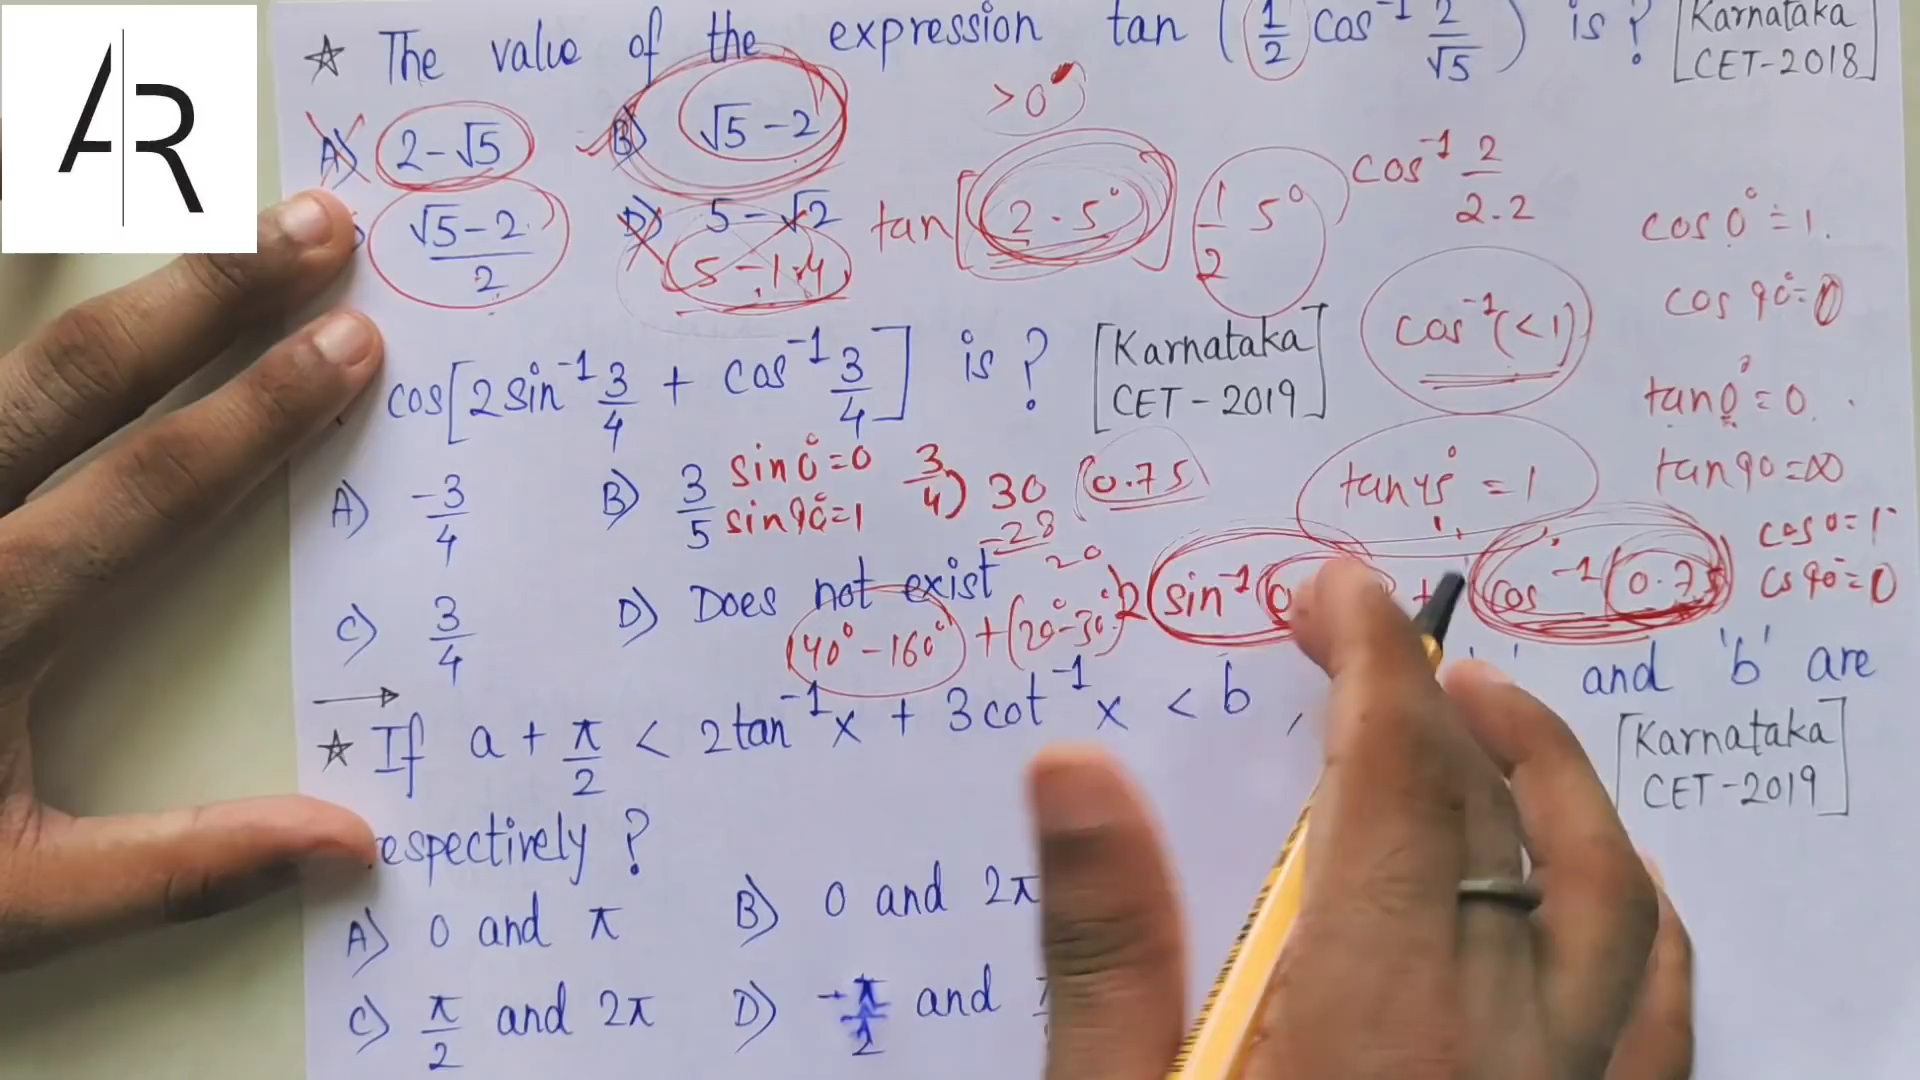 AR
☆ The value of the expression tan ( 1/2 cos⁻¹ 2/√5 ) is ? [Karnataka CET-2018]
> 0°
A) 2-√5 B) √5-2
cos⁻¹ 2/2.2
√5-2/2 D) 5-√2 tan [2.5°] 1/2 5°
5-1.4
cos 0° = 1.
cos 90° = 0
cos⁻¹(<1)
cos[2sin⁻¹ 3/4 + cos⁻¹ 3/4] is ? [Karnataka CET-2019]
tan 0° = 0.
tan 90 = ∞
tan 45° = 1
A) -3/4 B) 3/5 sin 0° = 0 3/4) 30 0.75
sin 90° = 1 -28
20
cos 0 = 1
cs 90° = 0
C) 3/4 D) Does not exist
2 sin⁻¹(0 + cos⁻¹(0.75
(140°-160°) + (20°-30°)
☆ If a + π/2 < 2tan⁻¹x + 3cot⁻¹x < b , and 'b' are
respectively ? [Karnataka CET-2019]
A) 0 and π B) 0 and 2π
C) π/2 and 2π D) -π/2 and